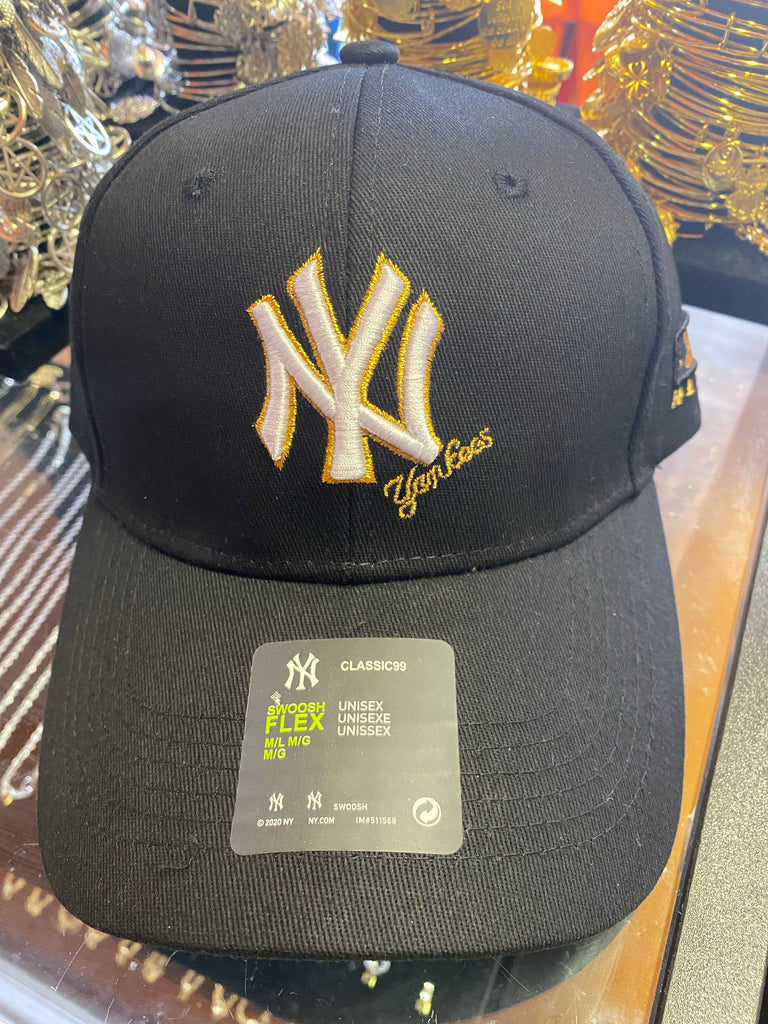 NY
Yankees
NY CLASSIC99
SWOOSH
FLEX
M/L M/G
M/G
UNISEX
UNISEXE
UNISSEX
NY NY SWOOSH
© 2020 NY NY.COM IM#511568